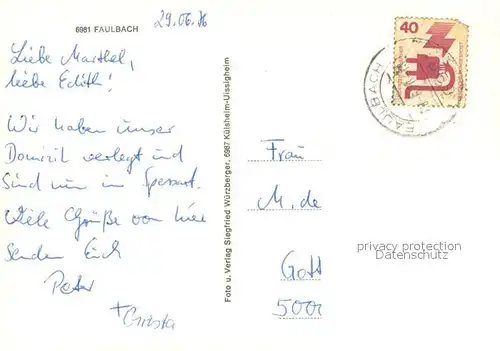 6981 FAULBACH
29.06.76
Liebe Marthel,
liebe Edith!
Wir haben unser
Domizil verlegt und
sind nun im Spessart.
Viele Grüße von hier
senden Euch
Peter
+ Christa
Foto u. Verlag Siegfried Würzberger, 6987 Külsheim-Uissigheim
40
FAULBACH
Frau
M. de
Gott
500
privacy protection
Datenschutz